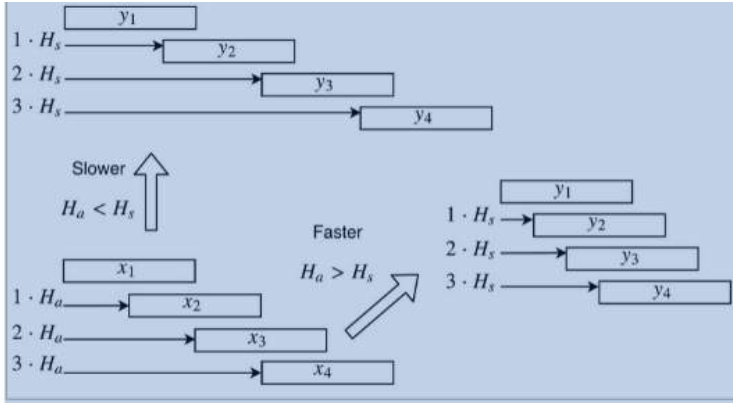 y₁
1 · Hₛ y₂
2 · Hₛ y₃
3 · Hₛ y₄
Slower
Hₐ < Hₛ
x₁
1 · Hₐ x₂
2 · Hₐ x₃
3 · Hₐ x₄
Faster
Hₐ > Hₛ
y₁
1 · Hₛ y₂
2 · Hₛ y₃
3 · Hₛ y₄